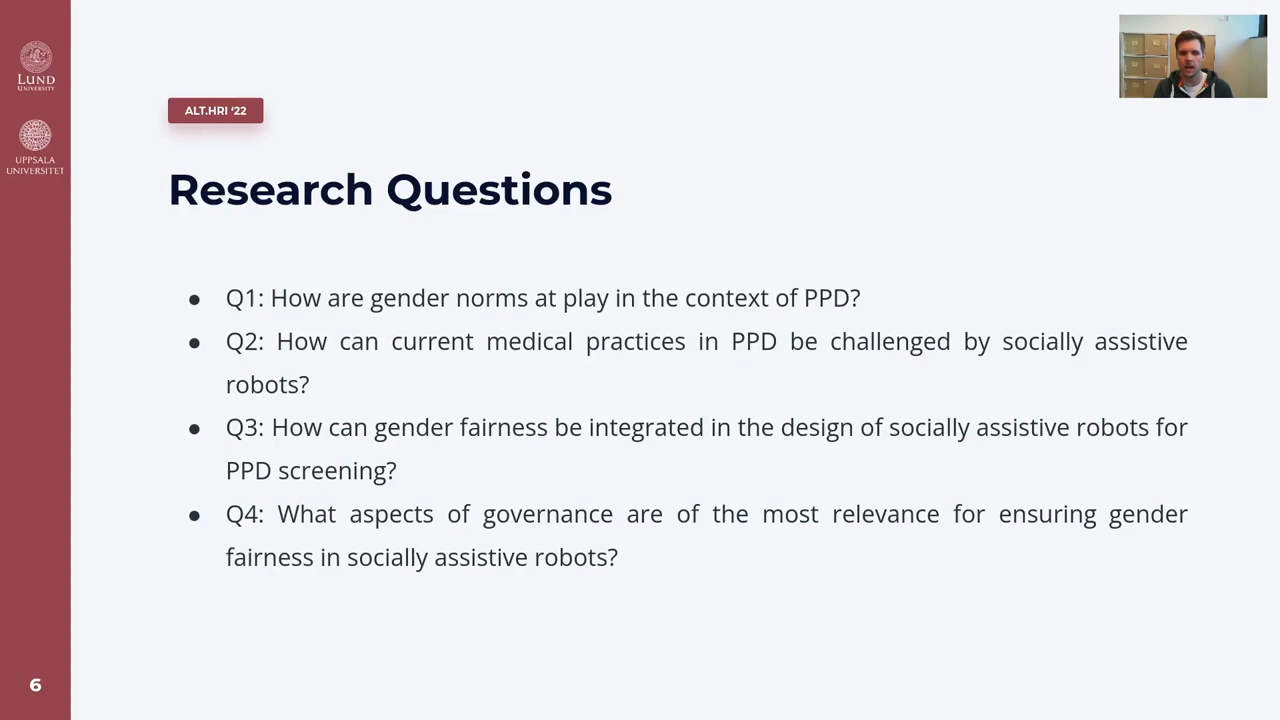 LUND
UNIVERSITY
UPPSALA
UNIVERSITET
ALT.HRI ‘22
Research Questions
● Q1: How are gender norms at play in the context of PPD?
● Q2: How can current medical practices in PPD be challenged by socially assistive
robots?
● Q3: How can gender fairness be integrated in the design of socially assistive robots for
PPD screening?
● Q4: What aspects of governance are of the most relevance for ensuring gender
fairness in socially assistive robots?
6